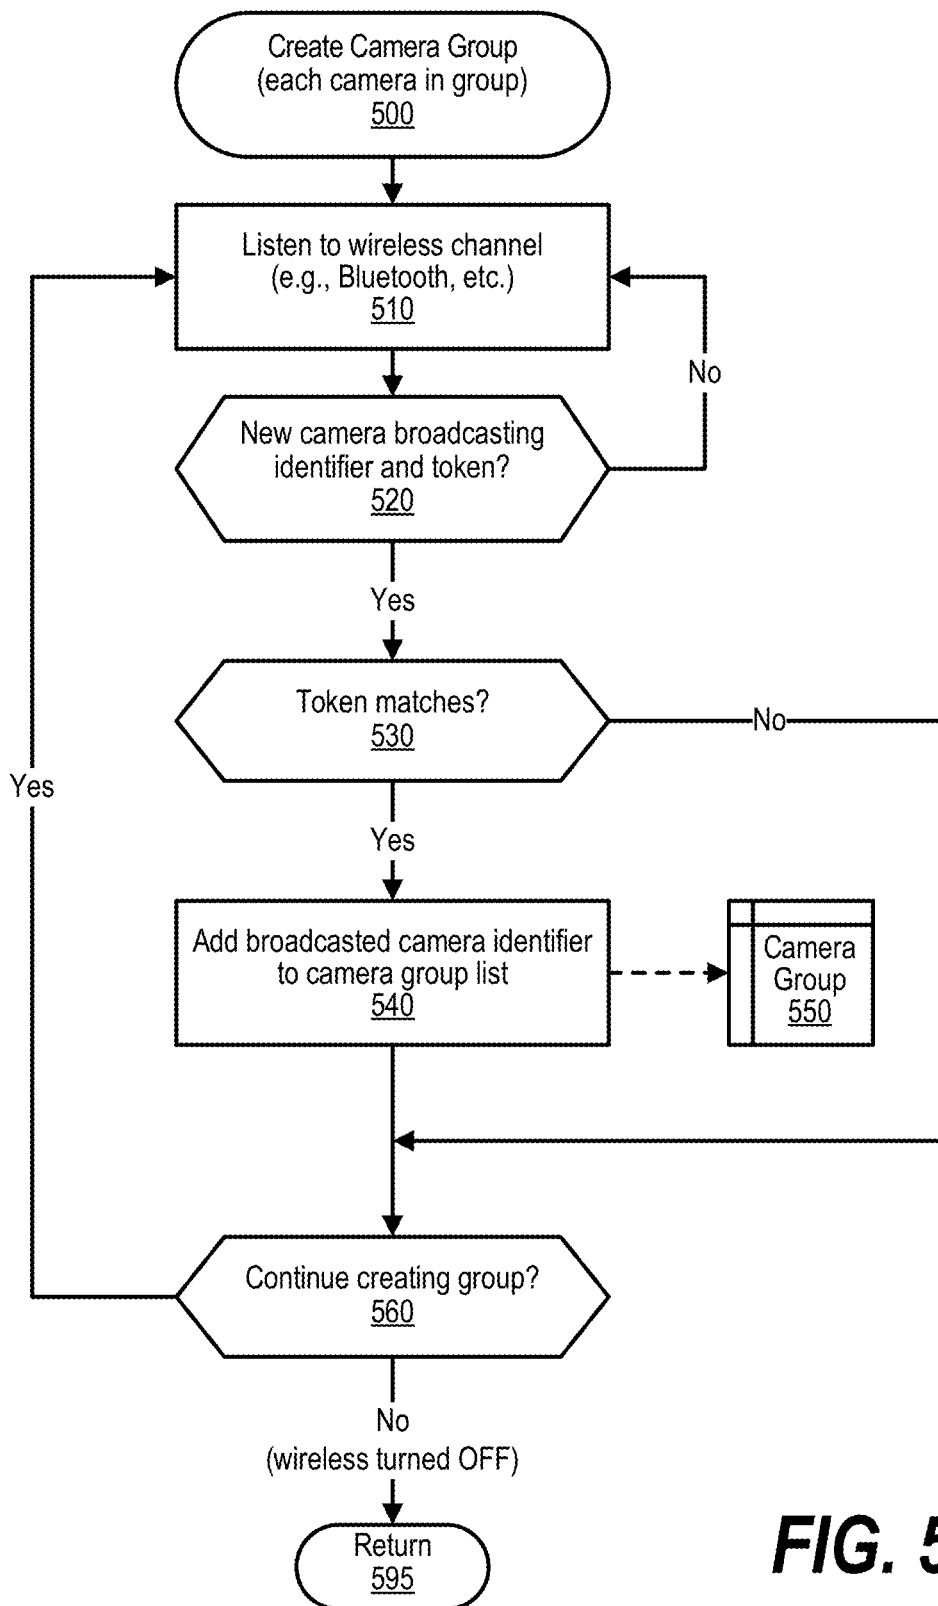 Create Camera Group
(each camera in group)
500
Listen to wireless channel
(e.g., Bluetooth, etc.)
510
No
New camera broadcasting
identifier and token?
520
Yes
Token matches?
530
No
Yes
Yes
Add broadcasted camera identifier
to camera group list
540
Camera
Group
550
Continue creating group?
560
No
(wireless turned OFF)
Return
595
FIG. 5